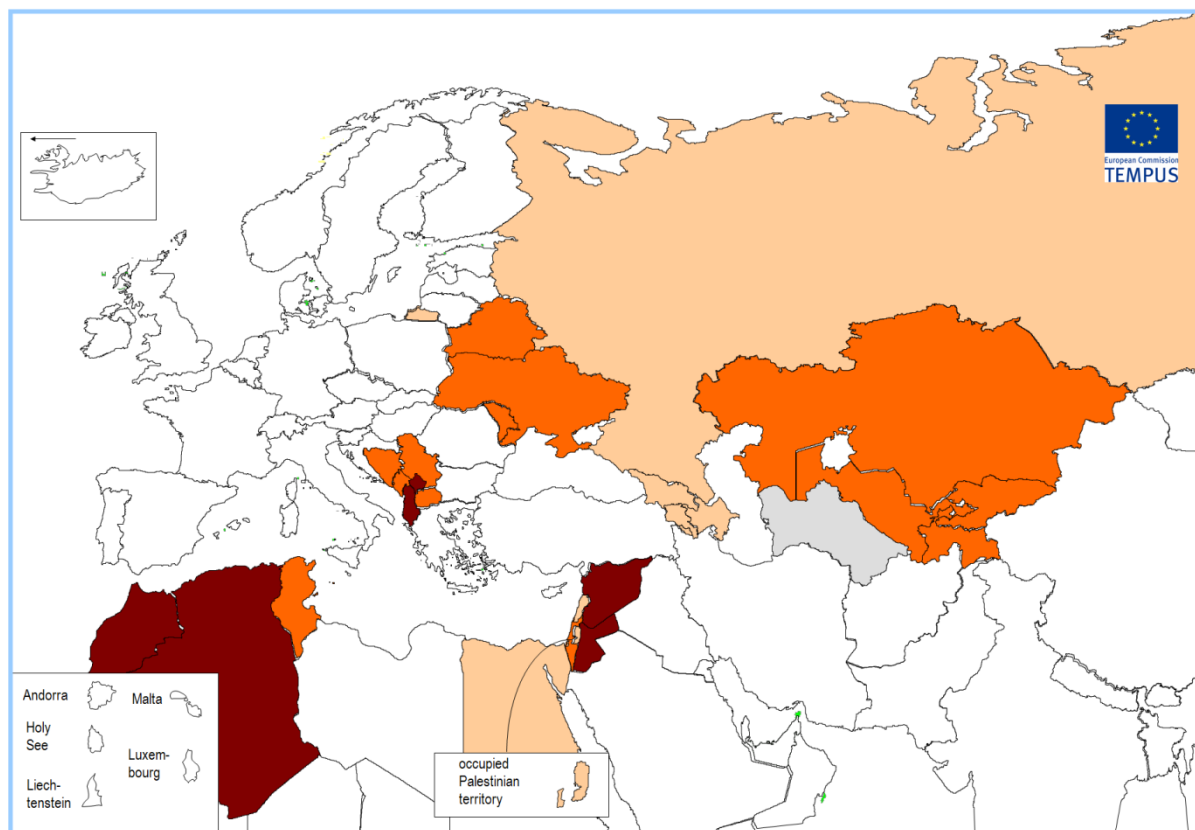 European Commission
TEMPUS
Andorra
Malta
Holy
See
Luxem-
bourg
Liech-
tenstein
occupied
Palestinian
territory